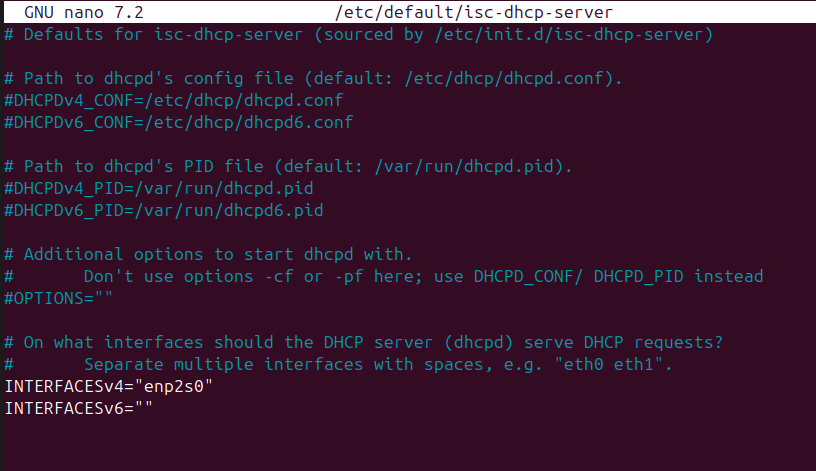 GNU nano 7.2 /etc/default/isc-dhcp-server
# Defaults for isc-dhcp-server (sourced by /etc/init.d/isc-dhcp-server)
# Path to dhcpd's config file (default: /etc/dhcp/dhcpd.conf).
#DHCPDv4_CONF=/etc/dhcp/dhcpd.conf
#DHCPDv6_CONF=/etc/dhcp/dhcpd6.conf
# Path to dhcpd's PID file (default: /var/run/dhcpd.pid).
#DHCPDv4_PID=/var/run/dhcpd.pid
#DHCPDv6_PID=/var/run/dhcpd6.pid
# Additional options to start dhcpd with.
#       Don't use options -cf or -pf here; use DHCPD_CONF/ DHCPD_PID instead
#OPTIONS=""
# On what interfaces should the DHCP server (dhcpd) serve DHCP requests?
#       Separate multiple interfaces with spaces, e.g. "eth0 eth1".
INTERFACESv4="enp2s0"
INTERFACESv6=""